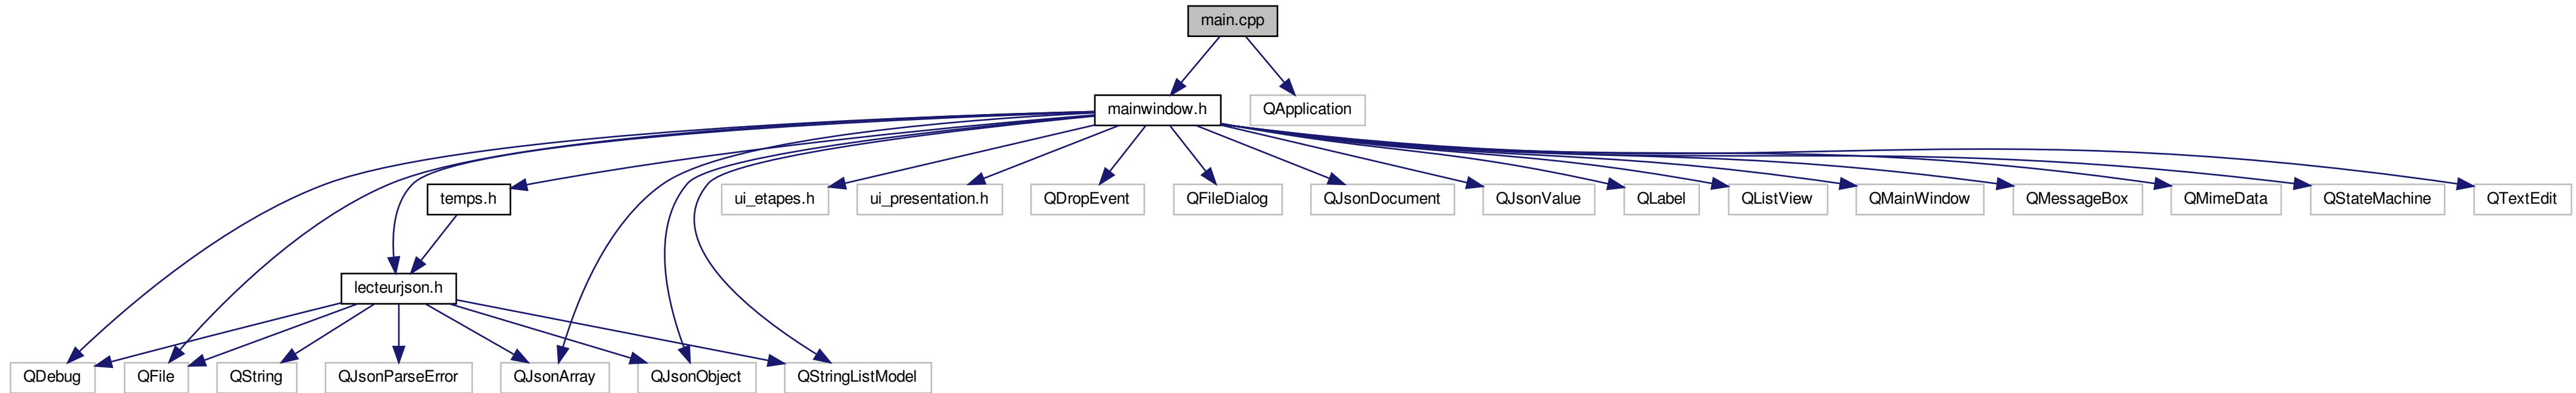 main.cpp
mainwindow.h
QApplication
temps.h
ui_etapes.h
ui_presentation.h
QDropEvent
QFileDialog
QJsonDocument
QJsonValue
QLabel
QListView
QMainWindow
QMessageBox
QMimeData
QStateMachine
QTextEdit
lecteurjson.h
QDebug
QFile
QString
QJsonParseError
QJsonArray
QJsonObject
QStringListModel